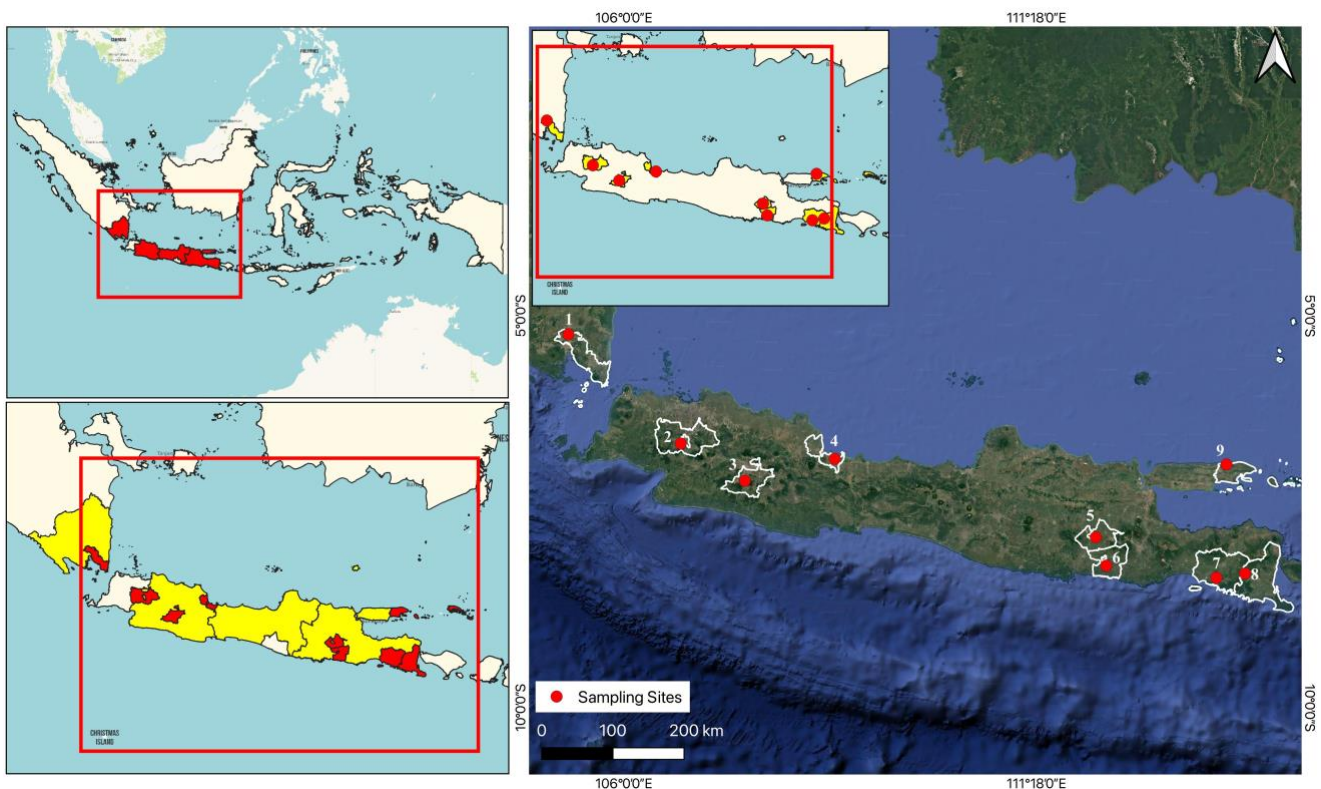 106°0'0"E
111°18'0"E
CAMBODIA
PHILIPPINES
CHRISTMAS
ISLAND
5°0'0"S
5°0'0"S
1
2
3
4
5
6
7
8
9
CHRISTMAS
ISLAND
10°0'0"S
10°0'0"S
Sampling Sites
0
100
200 km
106°0'0"E
111°18'0"E